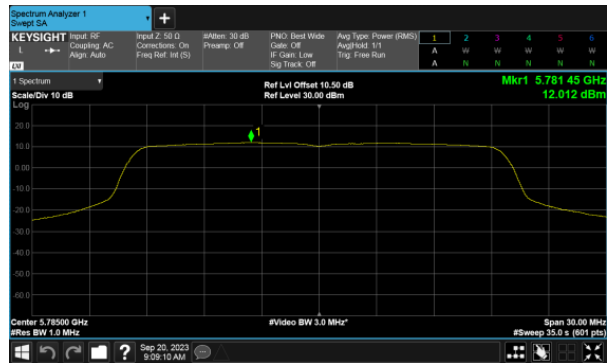 Spectrum Analyzer 1
Swept SA
KEYSIGHT
L
Input: RF
Coupling: AC
Align: Auto
Input Z: 50 Ω
Corrections: On
Freq Ref: Int (S)
#Atten: 30 dB
Preamp: Off
PNO: Best Wide
Gate: Off
IF Gain: Low
Sig Track: Off
Avg Type: Power (RMS)
Avg|Hold: 1/1
Trig: Free Run
1 2 3 4 5 6
A W W W W W
A N N N N N
1 Spectrum
Scale/Div 10 dB
Log
Ref Lvl Offset 10.50 dB
Ref Level 30.00 dBm
Mkr1 5.781 45 GHz
12.012 dBm
1
20.0
10.0
0.00
-10.0
-20.0
-30.0
-40.0
-50.0
-60.0
Center 5.78500 GHz
#Res BW 1.0 MHz
#Video BW 3.0 MHz*
Span 30.00 MHz
#Sweep 35.0 s (601 pts)
?
Sep 20, 2023
9:09:10 AM